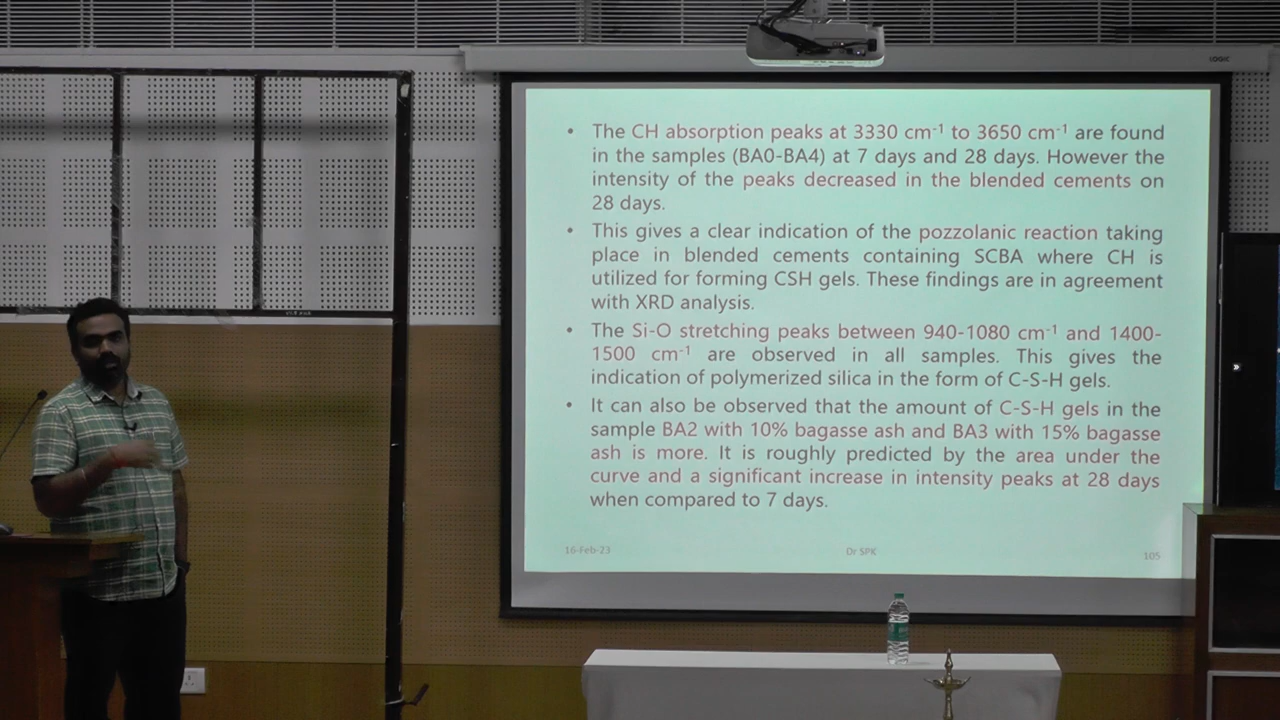 LOGIC
• The CH absorption peaks at 3330 cm⁻¹ to 3650 cm⁻¹ are found
in the samples (BA0-BA4) at 7 days and 28 days. However the
intensity of the peaks decreased in the blended cements on
28 days.
• This gives a clear indication of the pozzolanic reaction taking
place in blended cements containing SCBA where CH is
utilized for forming CSH gels. These findings are in agreement
with XRD analysis.
• The Si-O stretching peaks between 940-1080 cm⁻¹ and 1400-
1500 cm⁻¹ are observed in all samples. This gives the
indication of polymerized silica in the form of C-S-H gels.
• It can also be observed that the amount of C-S-H gels in the
sample BA2 with 10% bagasse ash and BA3 with 15% bagasse
ash is more. It is roughly predicted by the area under the
curve and a significant increase in intensity peaks at 28 days
when compared to 7 days.
16-Feb-23 Dr SPK 105